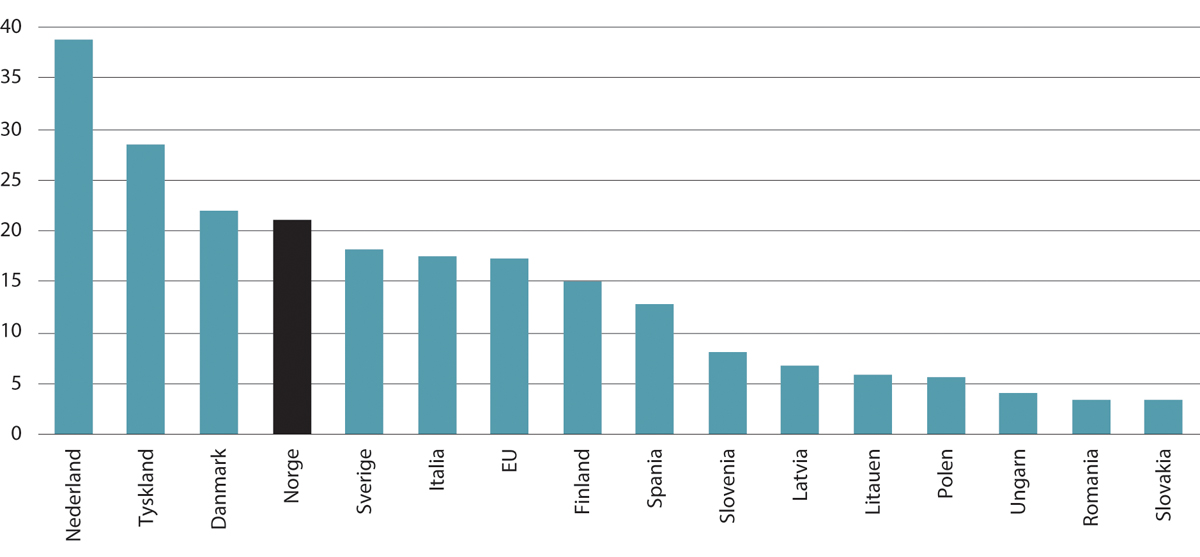 40
35
30
25
20
15
10
5
0
Nederland
Tyskland
Danmark
Norge
Sverige
Italia
EU
Finland
Spania
Slovenia
Latvia
Litauen
Polen
Ungarn
Romania
Slovakia